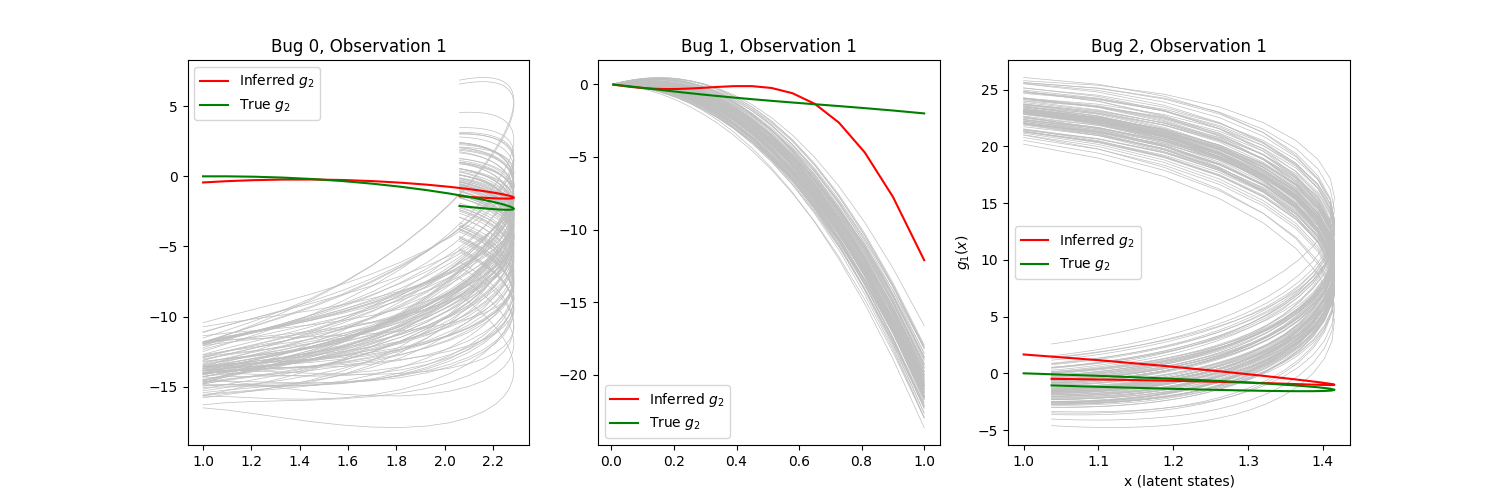 Bug 0, Observation 1
Inferred g₂
True g₂
5
0
−5
−10
−15
1.0 1.2 1.4 1.6 1.8 2.0 2.2
Bug 1, Observation 1
0
−5
−10
−15
−20
Inferred g₂
True g₂
0.0 0.2 0.4 0.6 0.8 1.0
Bug 2, Observation 1
g₁(x)
25
20
15
10
5
0
−5
Inferred g₂
True g₂
1.0 1.1 1.2 1.3 1.4
x (latent states)